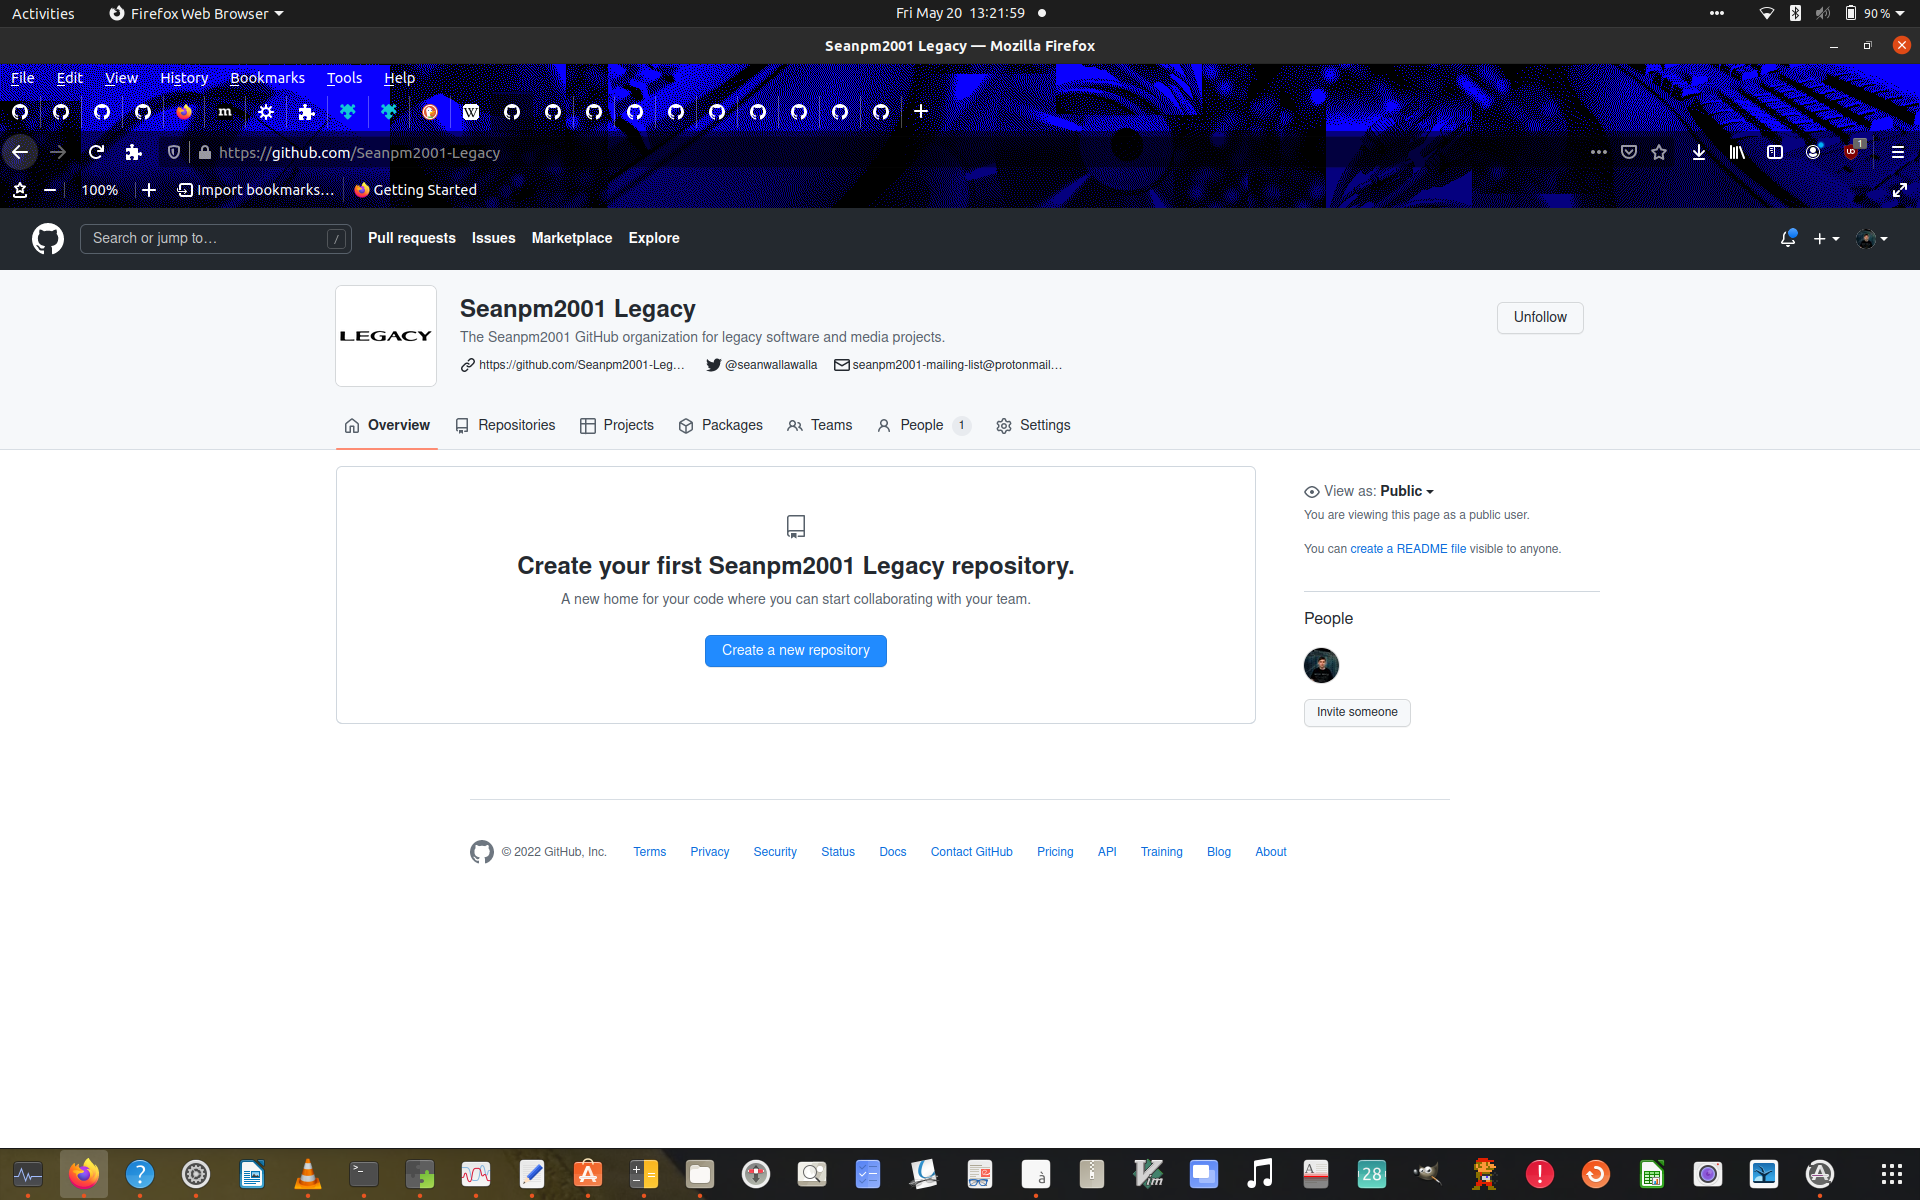 Activities
Firefox Web Browser
Fri May 20 13:21:59
90 %
Seanpm2001 Legacy — Mozilla Firefox
File Edit View History Bookmarks Tools Help
m
W
https://github.com/Seanpm2001-Legacy
1
100%
Import bookmarks…
Getting Started
Search or jump to…
/
Pull requests Issues Marketplace Explore
LEGACY
Seanpm2001 Legacy
The Seanpm2001 GitHub organization for legacy software and media projects.
https://github.com/Seanpm2001-Leg…
@seanwallawalla
seanpm2001-mailing-list@protonmail…
Unfollow
Overview
Repositories
Projects
Packages
Teams
People 1
Settings
Create your first Seanpm2001 Legacy repository.
A new home for your code where you can start collaborating with your team.
Create a new repository
View as: Public
You are viewing this page as a public user.
You can create a README file visible to anyone.
People
Invite someone
© 2022 GitHub, Inc.
Terms
Privacy
Security
Status
Docs
Contact GitHub
Pricing
API
Training
Blog
About
?
>_
à
Vim
A
28